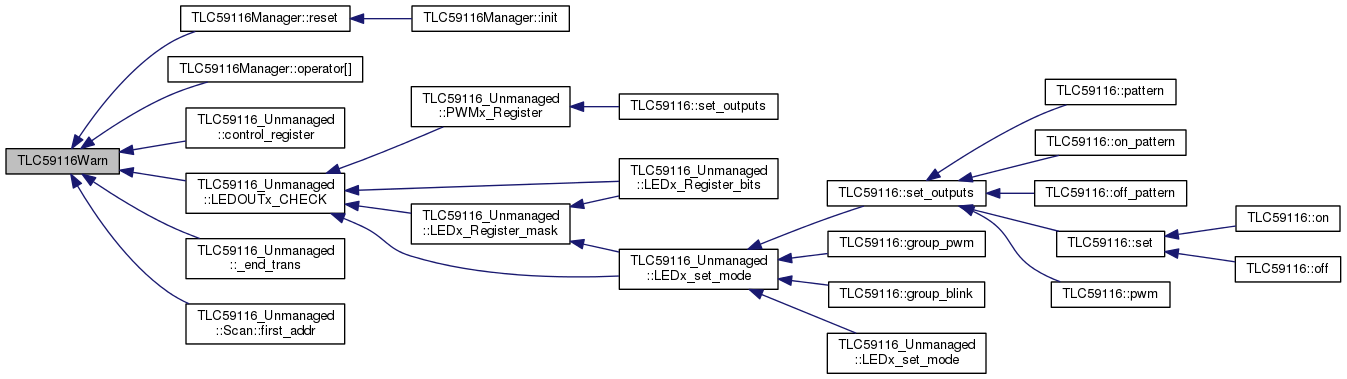 TLC59116Warn
TLC59116Manager::reset
TLC59116Manager::init
TLC59116Manager::operator[]
TLC59116_Unmanaged
::control_register
TLC59116_Unmanaged
::LEDOUTx_CHECK
TLC59116_Unmanaged
::PWMx_Register
TLC59116::set_outputs
TLC59116_Unmanaged
::LEDx_Register_bits
TLC59116_Unmanaged
::LEDx_Register_mask
TLC59116_Unmanaged
::LEDx_set_mode
TLC59116::set_outputs
TLC59116::pattern
TLC59116::on_pattern
TLC59116::off_pattern
TLC59116::set
TLC59116::on
TLC59116::off
TLC59116::pwm
TLC59116::group_pwm
TLC59116::group_blink
TLC59116_Unmanaged
::LEDx_set_mode
TLC59116_Unmanaged
::_end_trans
TLC59116_Unmanaged
::Scan::first_addr